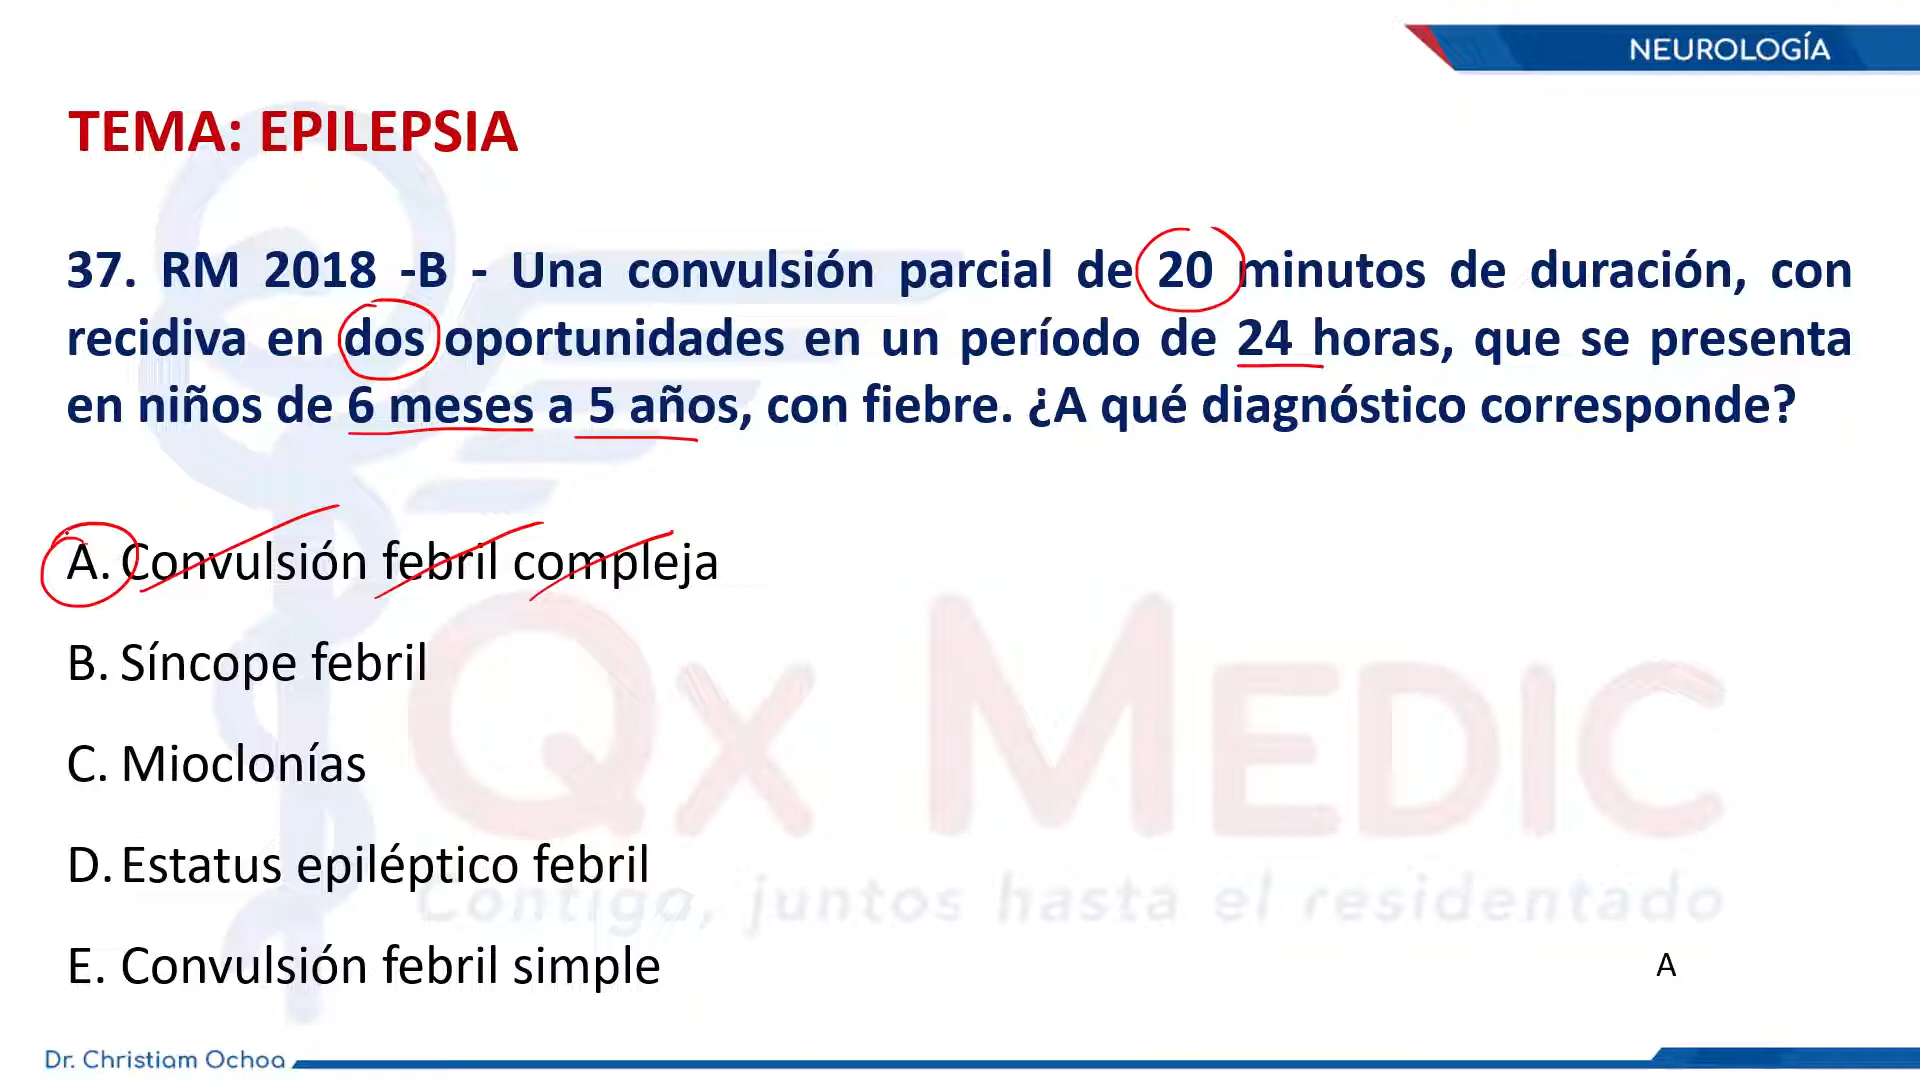 NEUROLOGÍA
TEMA: EPILEPSIA
37. RM 2018 -B - Una convulsión parcial de 20 minutos de duración, con
recidiva en dos oportunidades en un período de 24 horas, que se presenta
en niños de 6 meses a 5 años, con fiebre. ¿A qué diagnóstico corresponde?
A. Convulsión febril compleja
B. Síncope febril
C. Mioclonías
D. Estatus epiléptico febril
E. Convulsión febril simple
A
QX MEDIC
Contigo, juntos hasta el residentado
Dr. Christiam Ochoa